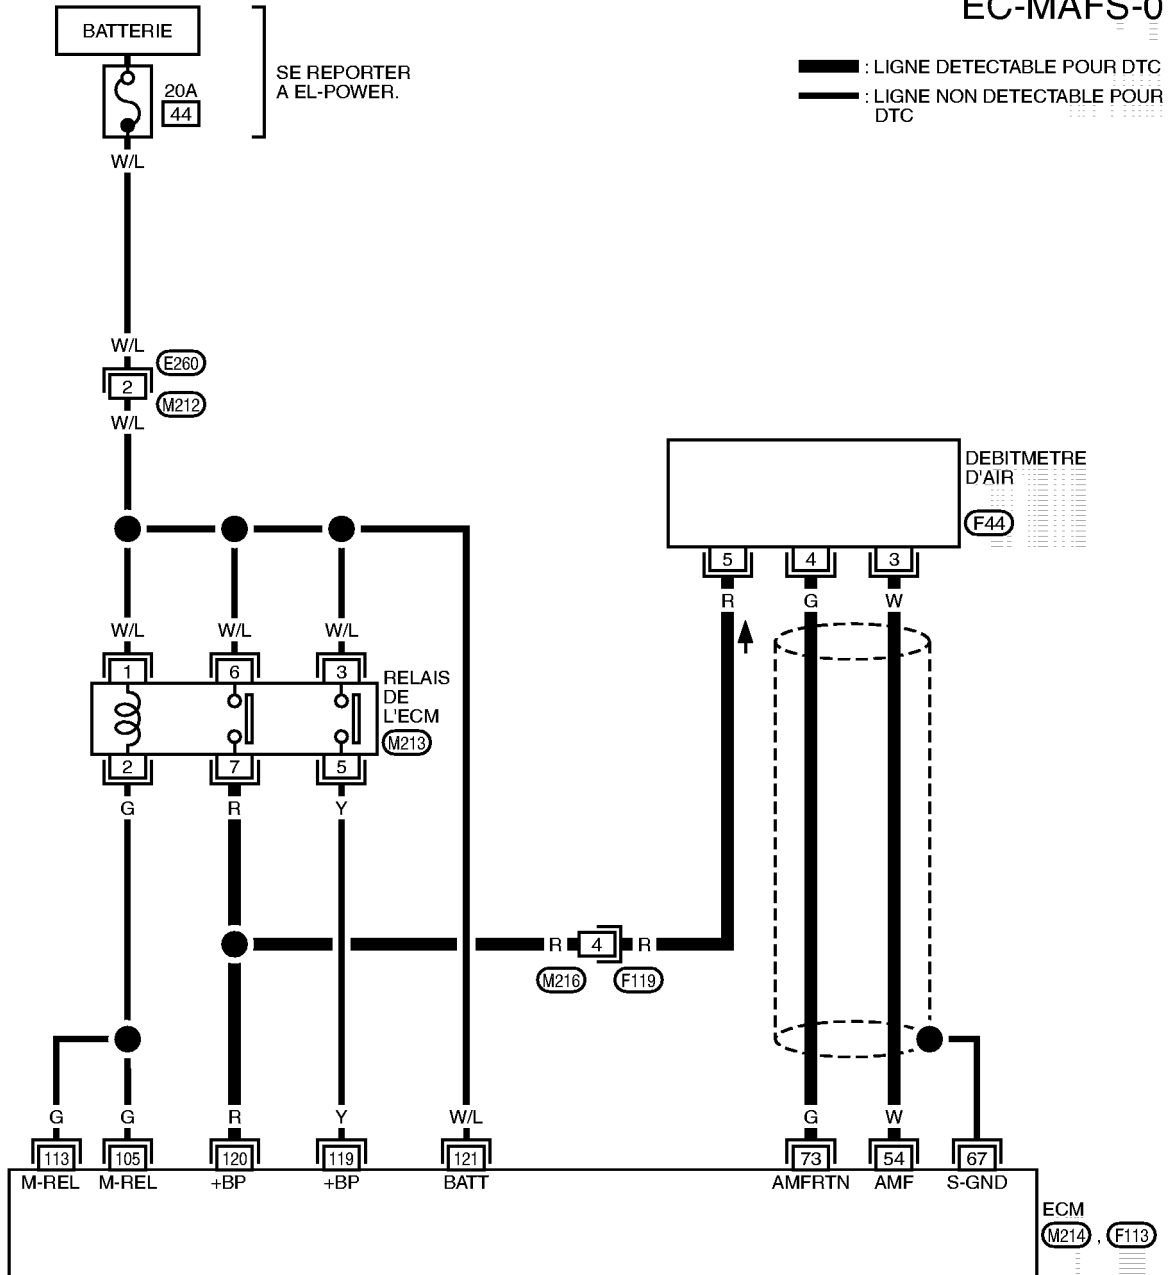 EC-MAFS-0
BATTERIE
20A
44
SE REPORTER
A EL-POWER.
: LIGNE DETECTABLE POUR DTC
: LIGNE NON DETECTABLE POUR
DTC
W/L
W/L
E260
2
M212
W/L
DEBITMETRE
D'AIR
F44
5 4 3
R G W
W/L W/L W/L
1 6 3
RELAIS
DE
L'ECM
M213
2 7 5
G R Y
R 4 R
M216 F119
G G R Y W/L G W
113 105 120 119 121 73 54 67
M-REL M-REL +BP +BP BATT AMFRTN AMF S-GND
ECM
M214 , F113